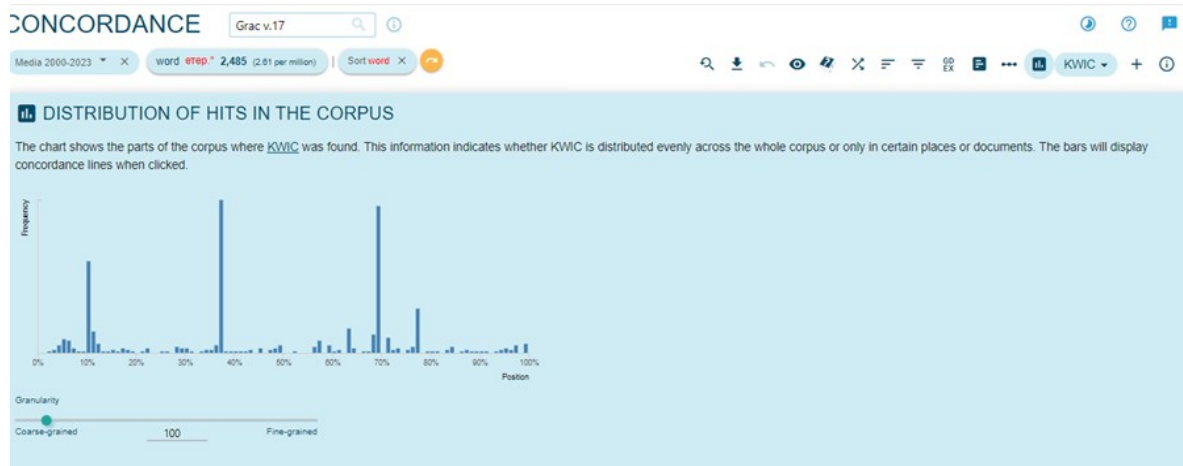 CONCORDANCE Grac v.17
Media 2000-2023 word етер.* 2,485 (2.61 per million) | Sort word KWIC
DISTRIBUTION OF HITS IN THE CORPUS
The chart shows the parts of the corpus where KWIC was found. This information indicates whether KWIC is distributed evenly across the whole corpus or only in certain places or documents. The bars will display
concordance lines when clicked.
Frequency
0% 10% 20% 30% 40% 50% 60% 70% 80% 90% 100%
Position
Granularity
Coarse-grained 100 Fine-grained